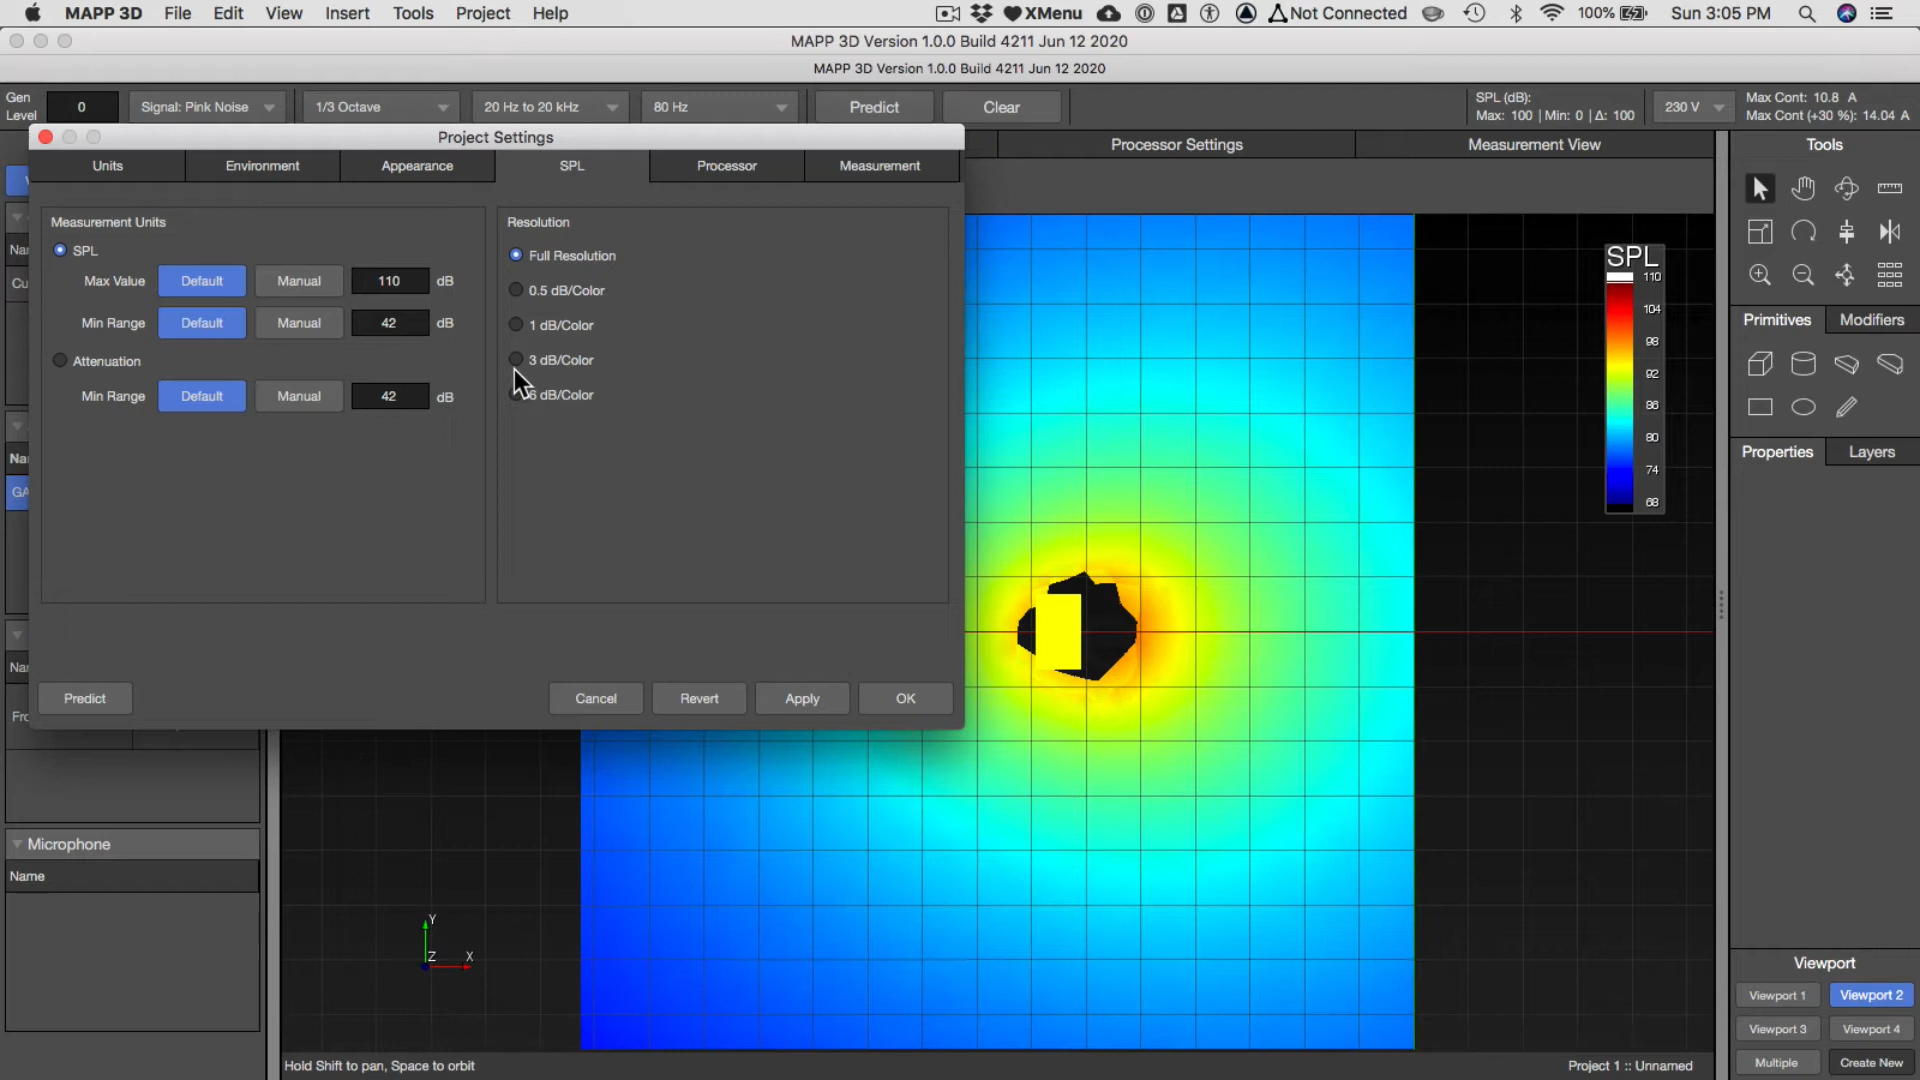 MAPP 3D File Edit View Insert Tools Project Help XMenu Not Connected 100% Sun 3:05 PM
MAPP 3D Version 1.0.0 Build 4211 Jun 12 2020
MAPP 3D Version 1.0.0 Build 4211 Jun 12 2020
Gen Level 0 Signal: Pink Noise 1/3 Octave 20 Hz to 20 kHz 80 Hz Predict Clear
SPL (dB):
Max: 100 | Min: 0 | Δ: 100
230 V
Max Cont: 10.8 A
Max Cont (+30 %): 14.04 A
Project Settings
Processor Settings Measurement View
Units Environment Appearance SPL Processor Measurement
Measurement Units
SPL
Max Value Default Manual 110 dB
Min Range Default Manual 42 dB
Attenuation
Min Range Default Manual 42 dB
Resolution
Full Resolution
0.5 dB/Color
1 dB/Color
3 dB/Color
6 dB/Color
Predict Cancel Revert Apply OK
Microphone
Name
Y
Z X
SPL
110
104
98
92
86
80
74
68
Tools
Primitives Modifiers
Properties Layers
Viewport
Viewport 1 Viewport 2
Viewport 3 Viewport 4
Multiple Create New
Hold Shift to pan, Space to orbit
Project 1 :: Unnamed